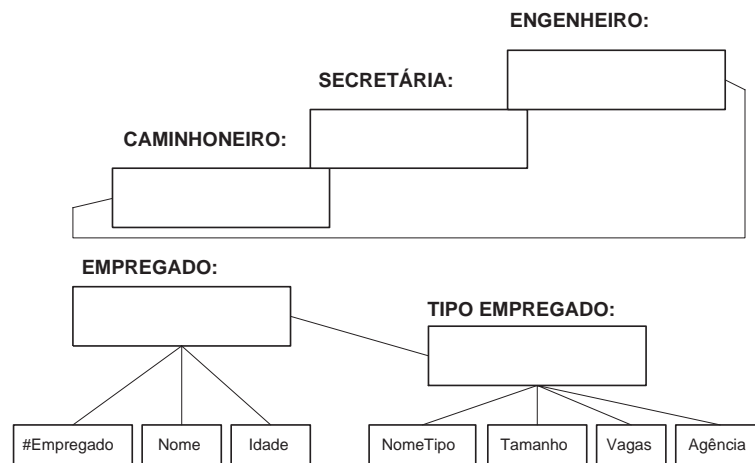 ENGENHEIRO:
SECRETÁRIA:
CAMINHONEIRO:
EMPREGADO:
TIPO EMPREGADO:
#Empregado
Nome
Idade
NomeTipo
Tamanho
Vagas
Agência